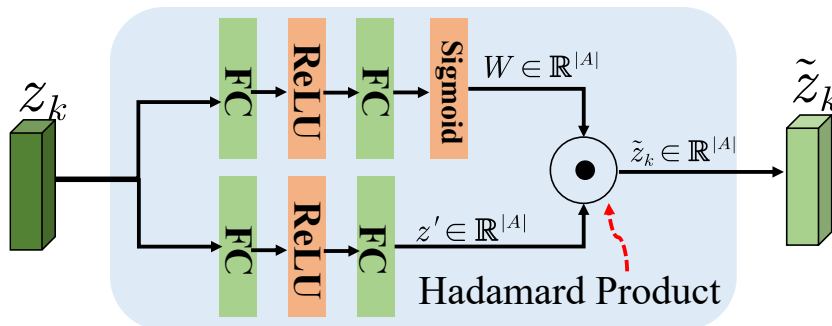 z_k
FC
ReLU
FC
Sigmoid
W ∈ ℝ^{|A|}
z̃_k ∈ ℝ^{|A|}
z̃_k
FC
ReLU
FC
z′ ∈ ℝ^{|A|}
Hadamard Product